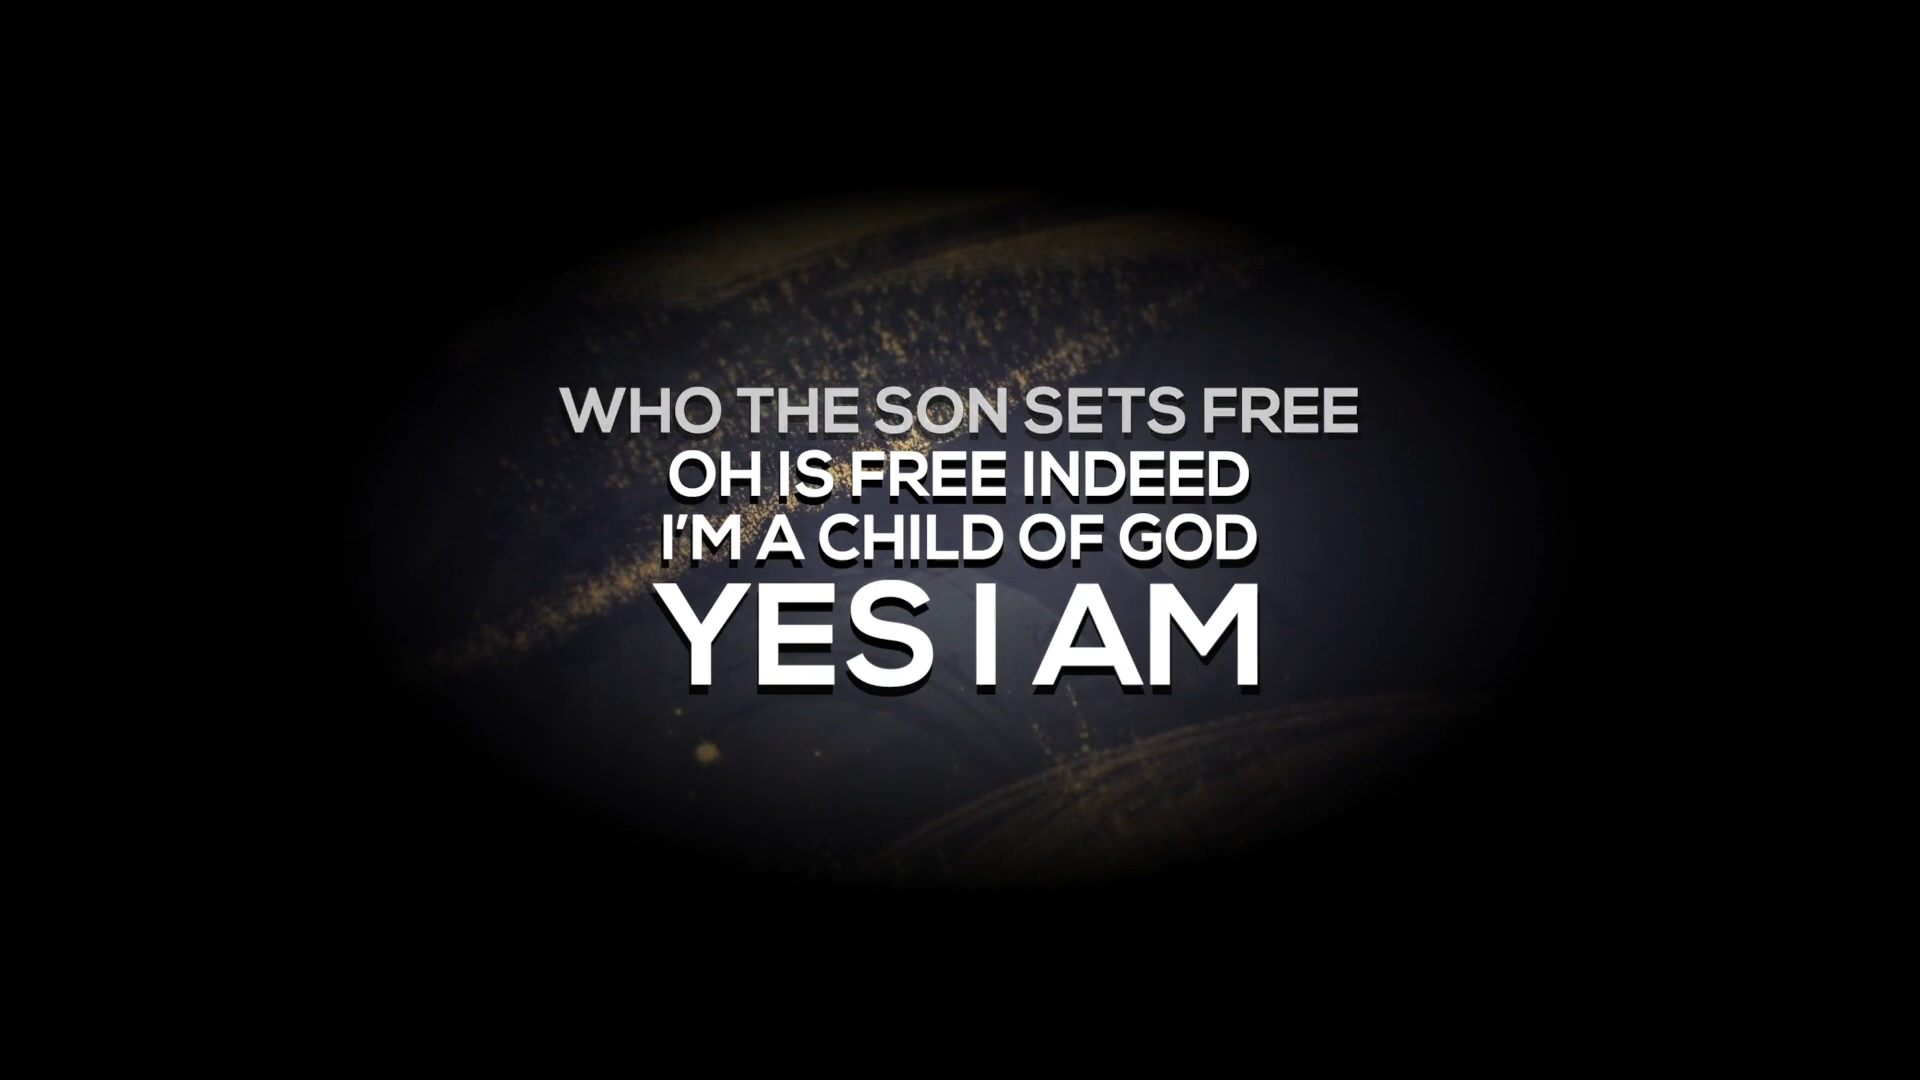 WHO THE SON SETS FREE
OH IS FREE INDEED
I'M A CHILD OF GOD
YES I AM